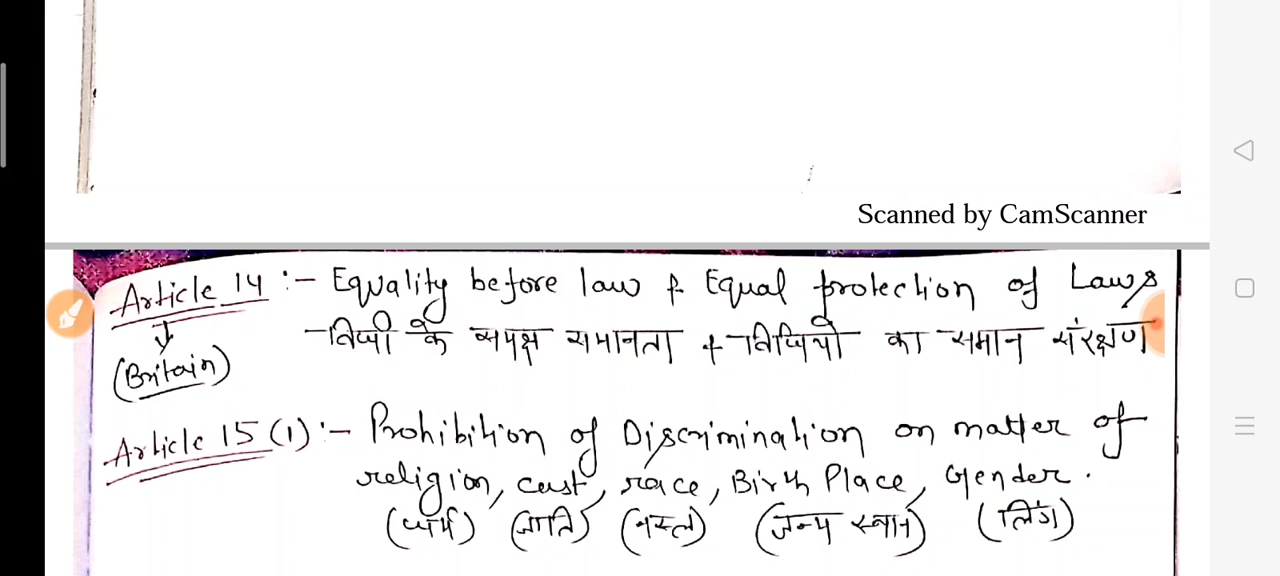 Scanned by CamScanner
Article 14 :- Equality before law & Equal protection of Laws
विधी के समक्ष समानता + विधियों का समान संरक्षण
(Britain)
Article 15 (1) :- Prohibition of Discrimination on matter of
religion, cast, race, Birth Place, Gender.
(धर्म) (जाति) (नस्ल) (जन्म स्थान) (लिंग)